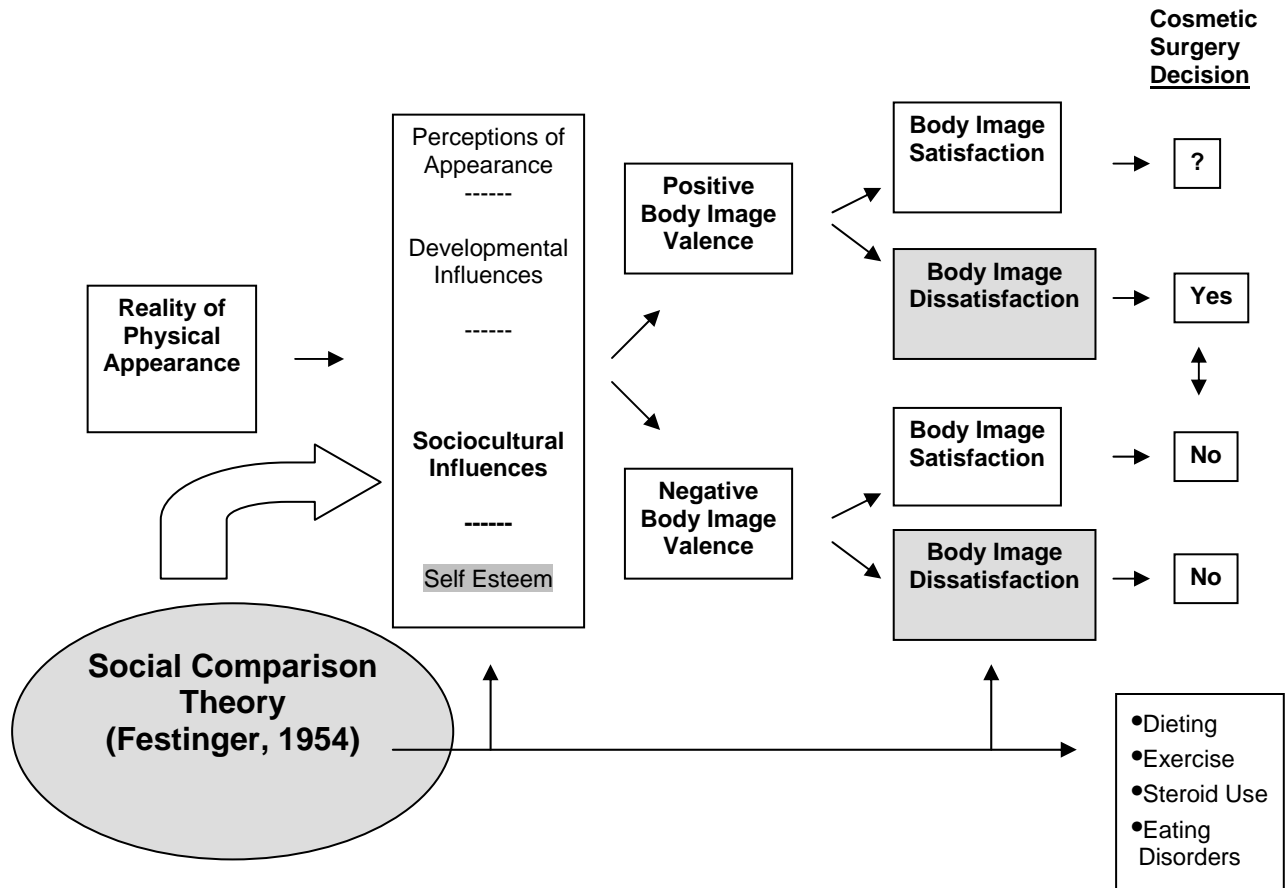 Cosmetic
Surgery
Decision
Reality of
Physical
Appearance
Perceptions of
Appearance
------
Developmental
Influences
------
Sociocultural
Influences
------
Self Esteem
Positive
Body Image
Valence
Negative
Body Image
Valence
Body Image
Satisfaction
?
Body Image
Dissatisfaction
Yes
Body Image
Satisfaction
No
Body Image
Dissatisfaction
No
Social Comparison
Theory
(Festinger, 1954)
•Dieting
•Exercise
•Steroid Use
•Eating
Disorders